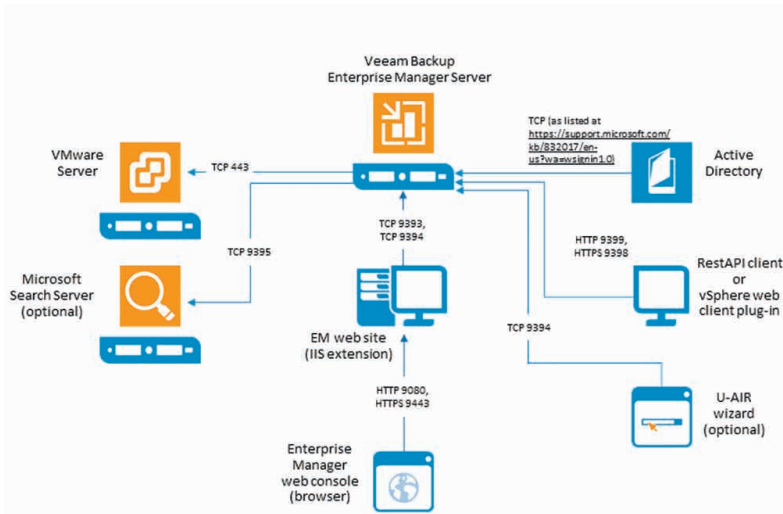 Veeam Backup
Enterprise Manager Server
TCP (as listed at
https://support.microsoft.com/
kb/832017/en-
us?wa=wsignin1.0)
VMware
Server
TCP 443
Active
Directory
TCP 9393,
TCP 9394
TCP 9395
HTTP 9399,
HTTPS 9398
Microsoft
Search Server
(optional)
RestAPI client
or
vSphere web
client plug-in
EM web site
(IIS extension)
TCP 9394
HTTP 9080,
HTTPS 9443
U-AIR
wizard
(optional)
Enterprise
Manager
web console
(browser)